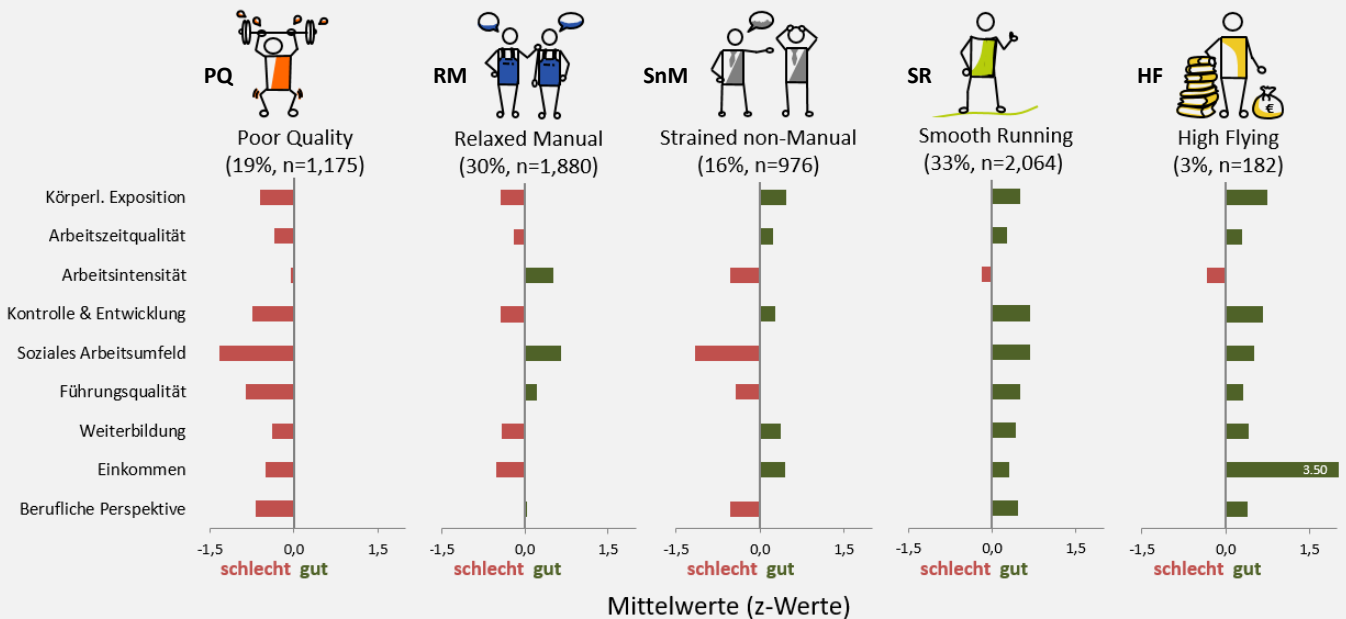 PQ
Poor Quality
(19%, n=1,175)
RM
Relaxed Manual
(30%, n=1,880)
SnM
Strained non-Manual
(16%, n=976)
SR
Smooth Running
(33%, n=2,064)
HF
High Flying
(3%, n=182)
€
Körperl. Exposition
Arbeitszeitqualität
Arbeitsintensität
Kontrolle & Entwicklung
Soziales Arbeitsumfeld
Führungsqualität
Weiterbildung
Einkommen
3.50
Berufliche Perspektive
-1,5 0,0 1,5
schlecht gut
-1,5 0,0 1,5
schlecht gut
-1,5 0,0 1,5
schlecht gut
-1,5 0,0 1,5
schlecht gut
-1,5 0,0 1,5
schlecht gut
Mittelwerte (z-Werte)